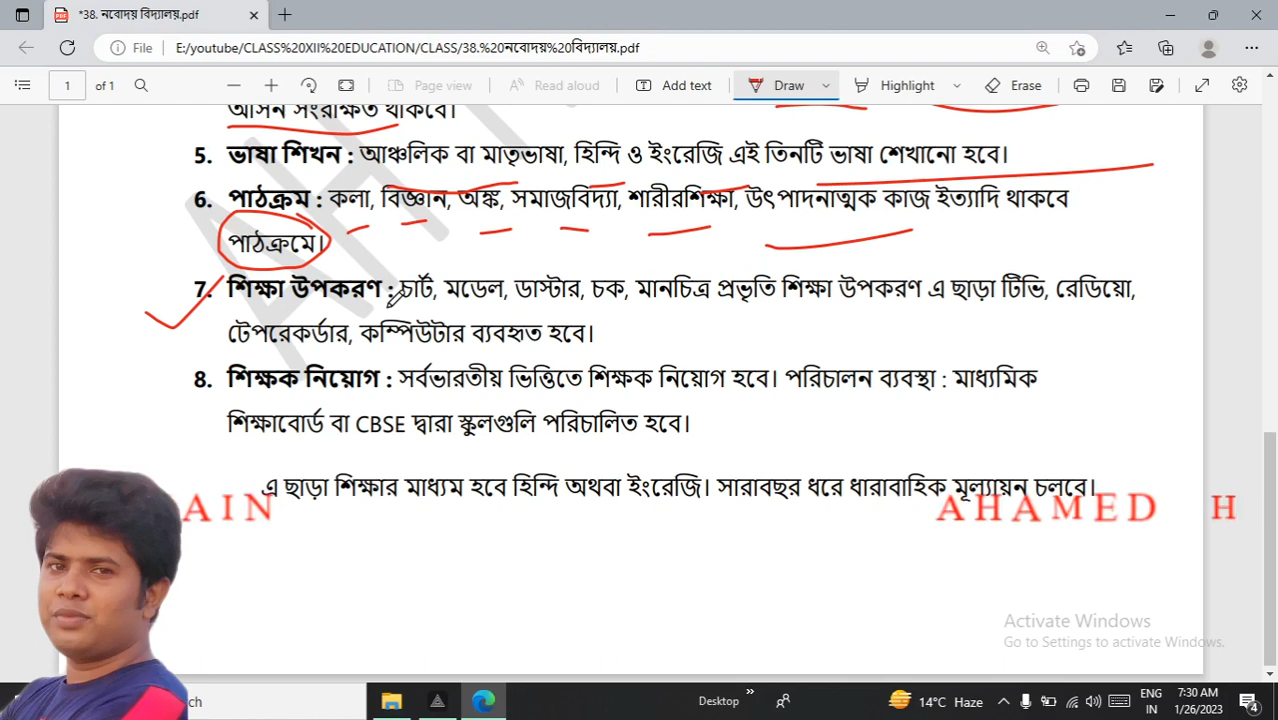 *38. নবোদয় বিদ্যালয়.pdf
File E:/youtube/CLASS%20XII%20EDUCATION/CLASS/38.%20নবোদয়%20বিদ্যালয়.pdf
1 of 1 Page view Read aloud Add text Draw Highlight Erase
আসন সংরক্ষিত থাকবে।
5. ভাষা শিখন : আঞ্চলিক বা মাতৃভাষা, হিন্দি ও ইংরেজি এই তিনটি ভাষা শেখানো হবে।
6. পাঠক্রম : কলা, বিজ্ঞান, অঙ্ক, সমাজবিদ্যা, শারীরশিক্ষা, উৎপাদনাত্মক কাজ ইত্যাদি থাকবে
পাঠক্রমে।
7. শিক্ষা উপকরণ : চার্ট, মডেল, ডাস্টার, চক, মানচিত্র প্রভৃতি শিক্ষা উপকরণ এ ছাড়া টিভি, রেডিয়ো,
টেপরেকর্ডার, কম্পিউটার ব্যবহৃত হবে।
8. শিক্ষক নিয়োগ : সর্বভারতীয় ভিত্তিতে শিক্ষক নিয়োগ হবে। পরিচালন ব্যবস্থা : মাধ্যমিক
শিক্ষাবোর্ড বা CBSE দ্বারা স্কুলগুলি পরিচালিত হবে।
এ ছাড়া শিক্ষার মাধ্যম হবে হিন্দি অথবা ইংরেজি। সারাবছর ধরে ধারাবাহিক মূল্যায়ন চলবে।
AIN AHAMED H
Activate Windows
Go to Settings to activate Windows.
rch Desktop 14°C Haze ENG IN 7:30 AM 1/26/2023 4